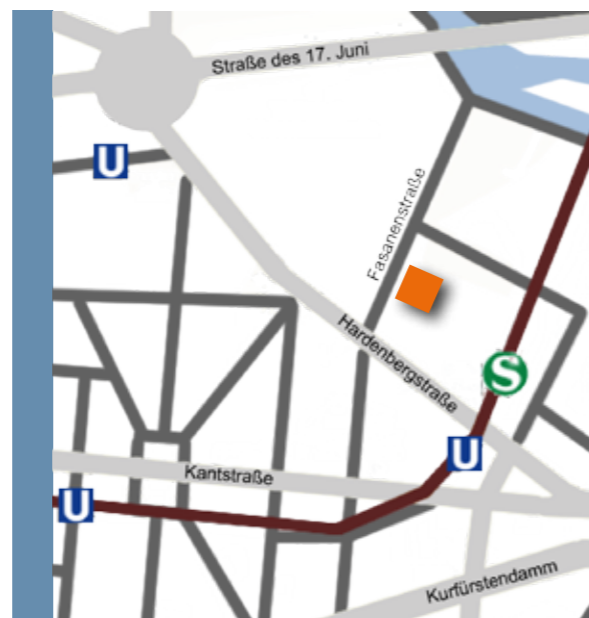 Straße des 17. Juni
U
Fasanenstraße
Hardenbergstraße
S
U
Kantstraße
U
Kurfürstendamm